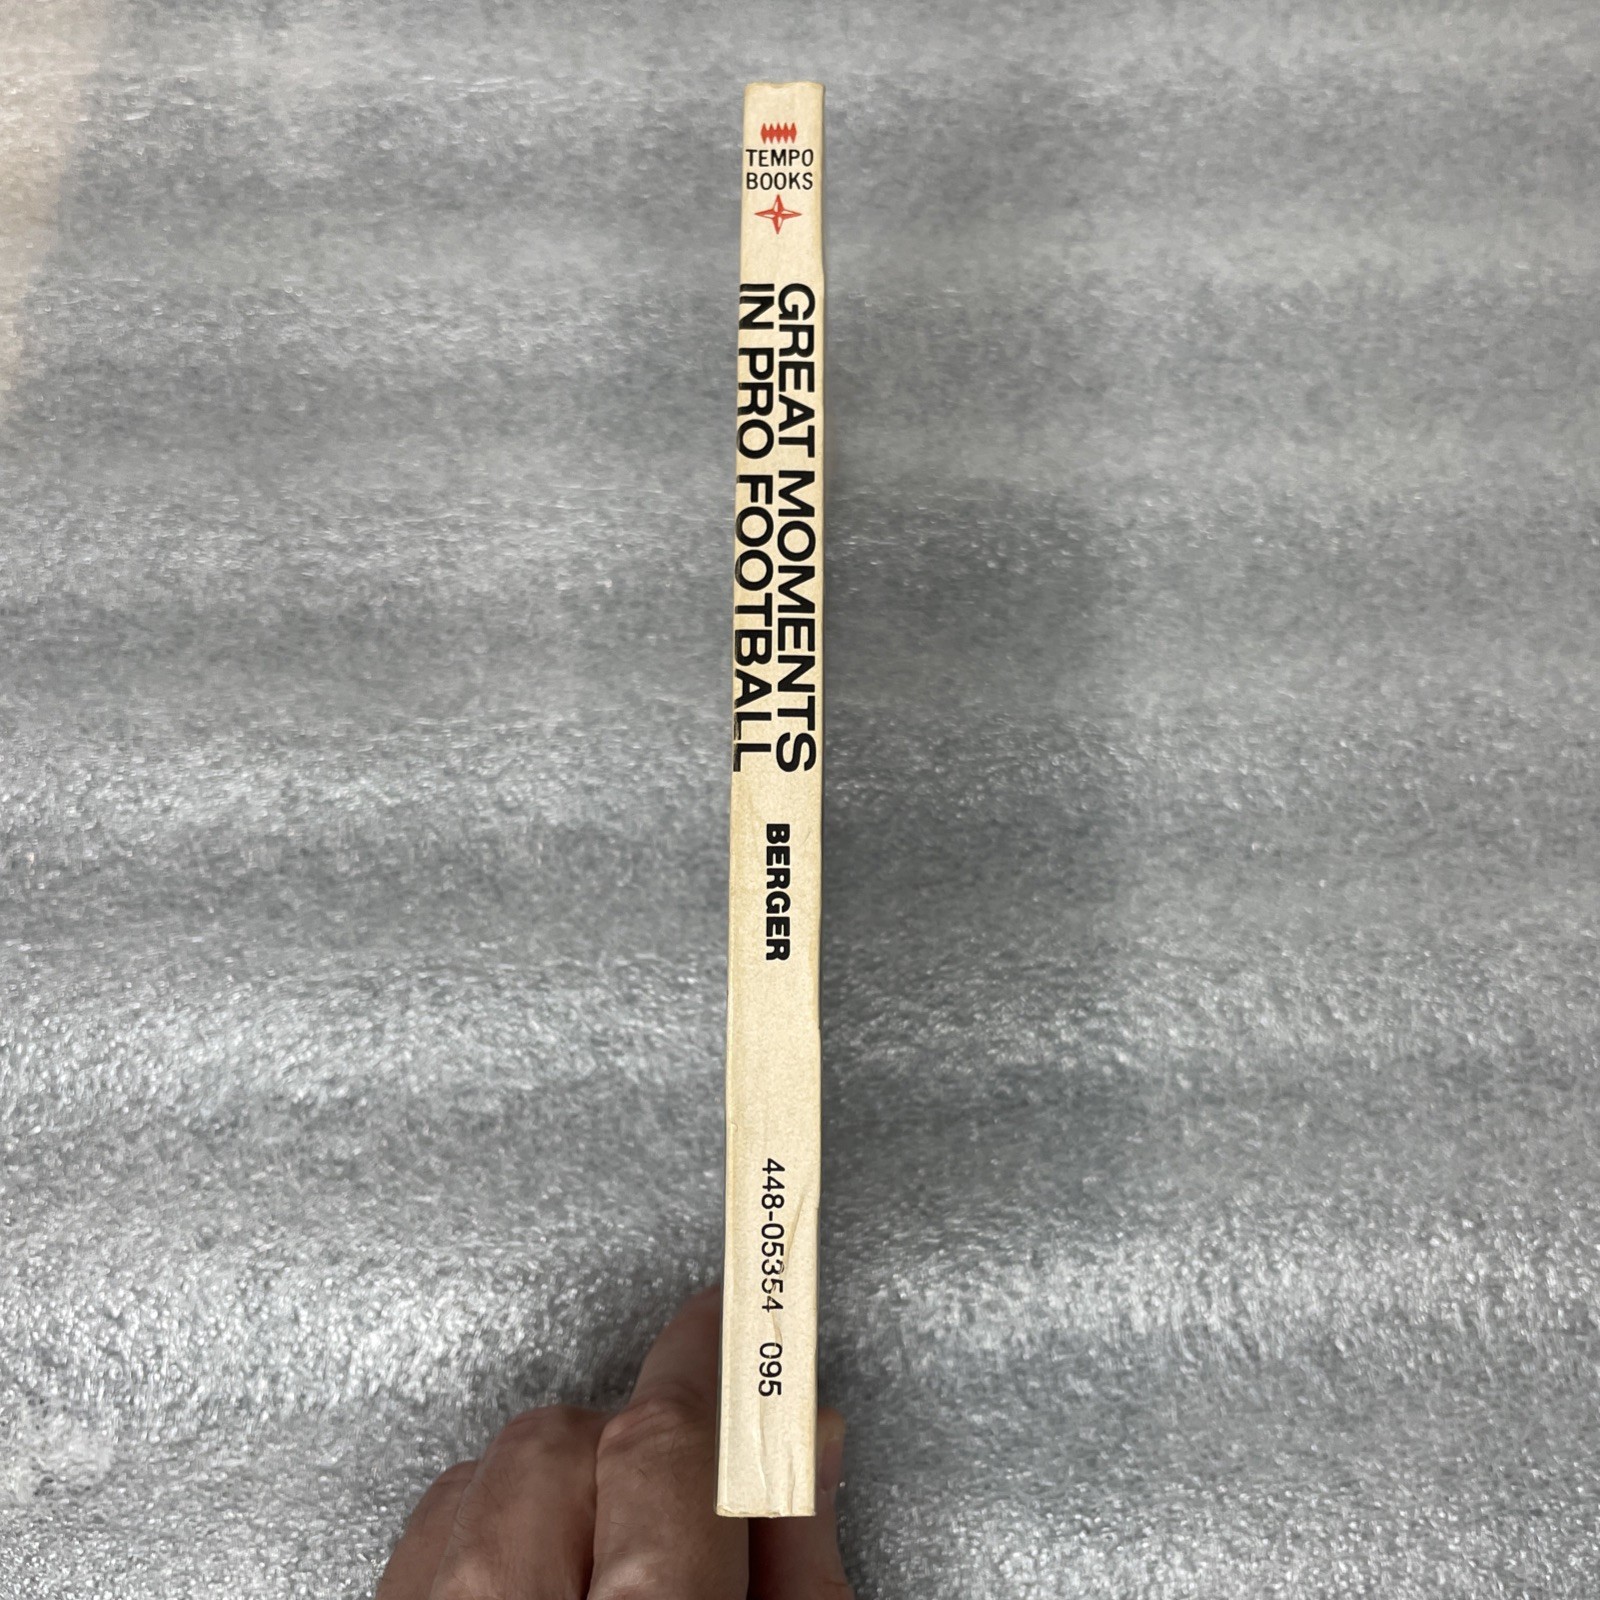 TEMPO
BOOKS
GREAT MOMENTS
IN PRO FOOTBALL
BERGER
448-05354 095